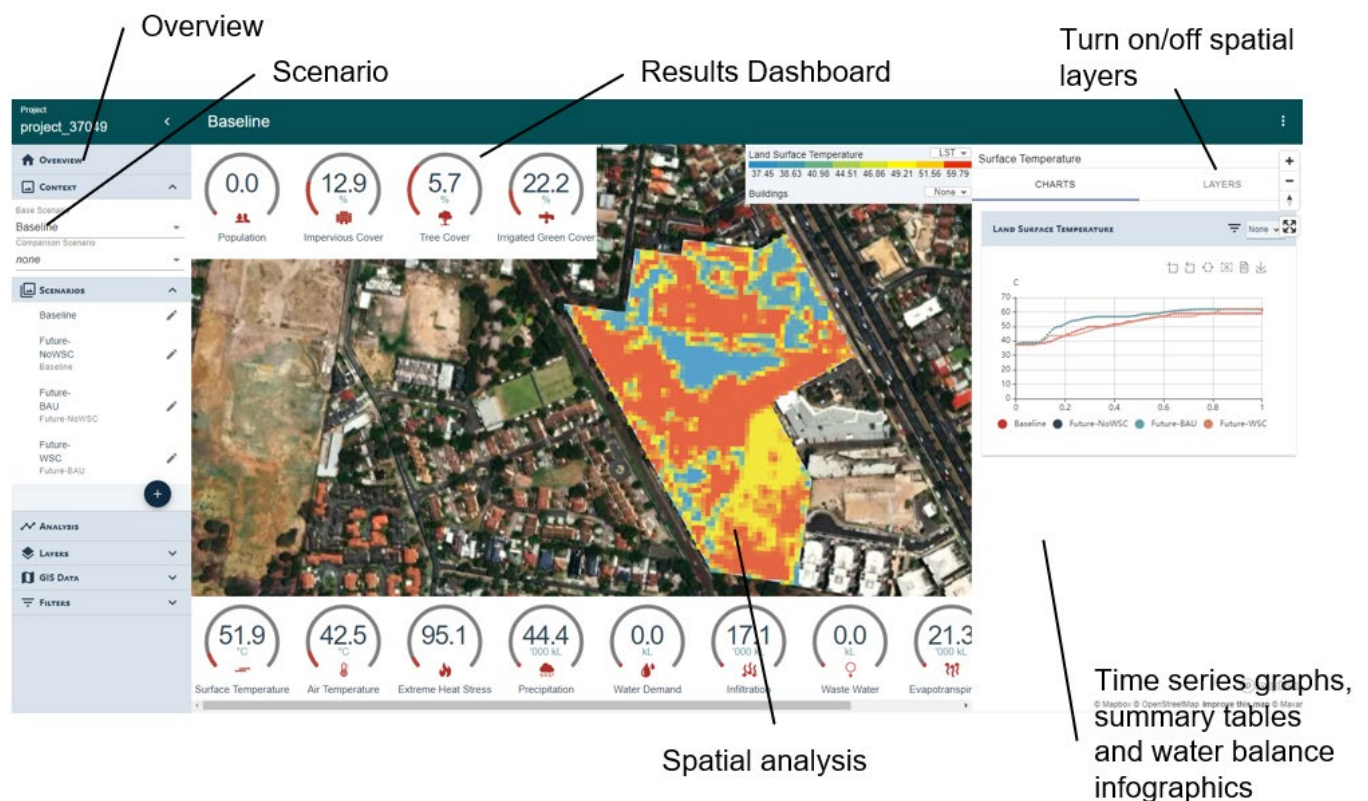 Overview
Scenario
Results Dashboard
Turn on/off spatial
layers
Project
project_37049
Baseline
OVERVIEW
CONTEXT
Base Scenario
Baseline
Comparison Scenario
none
SCENARIOS
Baseline
Future-
NoWSC
Baseline
Future-
BAU
Future-NoWSC
Future-
WSC
Future-BAU
+
ANALYSIS
LAYERS
GIS DATA
FILTERS
0.0
Population
12.9
%
Impervious Cover
5.7
%
Tree Cover
22.2
%
Irrigated Green Cover
Land Surface Temperature LST
37.45 38.63 40.98 44.51 46.86 49.21 51.56 59.79
Buildings None
Surface Temperature
CHARTS LAYERS
+
−
LAND SURFACE TEMPERATURE None
C
70
60
50
40
30
20
10
0
0 0.2 0.4 0.6 0.8 1
Baseline Future-NoWSC Future-BAU Future-WSC
51.9
°C
Surface Temperature
42.5
°C
Air Temperature
95.1
Extreme Heat Stress
44.4
'000 kL
Precipitation
0.0
kL
Water Demand
17.1
'000 kL
Infiltration
0.0
kL
Waste Water
21.3
'000 kL
Evapotranspir
© Mapbox © OpenStreetMap Improve this map © Maxar
Spatial analysis
Time series graphs,
summary tables
and water balance
infographics